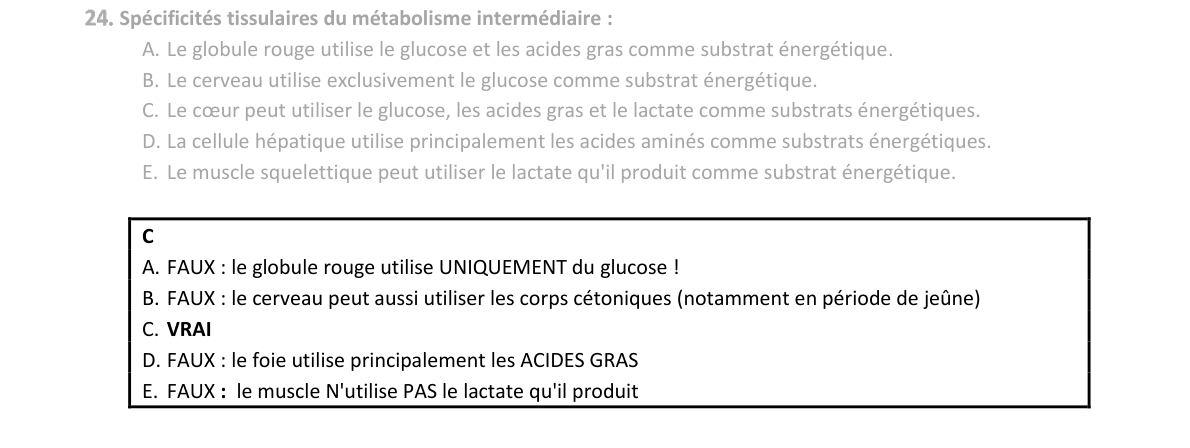 24. Spécificités tissulaires du métabolisme intermédiaire :
A. Le globule rouge utilise le glucose et les acides gras comme substrat énergétique.
B. Le cerveau utilise exclusivement le glucose comme substrat énergétique.
C. Le cœur peut utiliser le glucose, les acides gras et le lactate comme substrats énergétiques.
D. La cellule hépatique utilise principalement les acides aminés comme substrats énergétiques.
E. Le muscle squelettique peut utiliser le lactate qu'il produit comme substrat énergétique.
C
A. FAUX : le globule rouge utilise UNIQUEMENT du glucose !
B. FAUX : le cerveau peut aussi utiliser les corps cétoniques (notamment en période de jeûne)
C. VRAI
D. FAUX : le foie utilise principalement les ACIDES GRAS
E. FAUX : le muscle N'utilise PAS le lactate qu'il produit